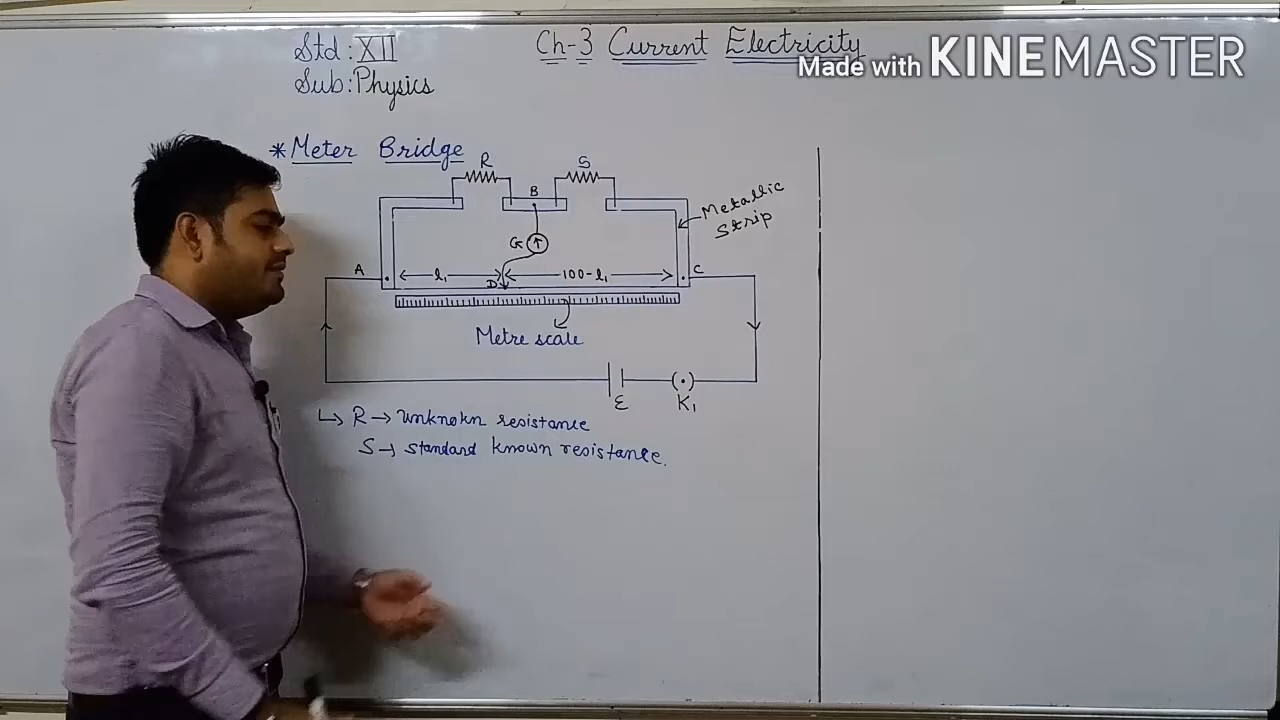 Std : XII
Sub: Physics
Ch-3 Current Electricity
Made with KINEMASTER
* Meter Bridge
R
S
B
Metallic
Strip
G
A
l₁
D
100-l₁
C
Metre scale
ε
K₁
↳ R → unknokn resistance
S → standard known resistance.